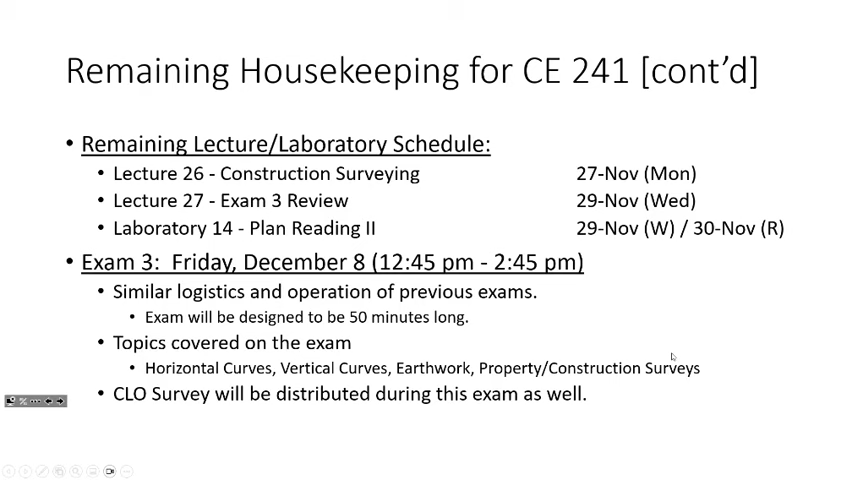 Remaining Housekeeping for CE 241 [cont'd]
• Remaining Lecture/Laboratory Schedule:
• Lecture 26 - Construction Surveying 27-Nov (Mon)
• Lecture 27 - Exam 3 Review 29-Nov (Wed)
• Laboratory 14 - Plan Reading II 29-Nov (W) / 30-Nov (R)
• Exam 3: Friday, December 8 (12:45 pm - 2:45 pm)
• Similar logistics and operation of previous exams.
• Exam will be designed to be 50 minutes long.
• Topics covered on the exam
• Horizontal Curves, Vertical Curves, Earthwork, Property/Construction Surveys
• CLO Survey will be distributed during this exam as well.